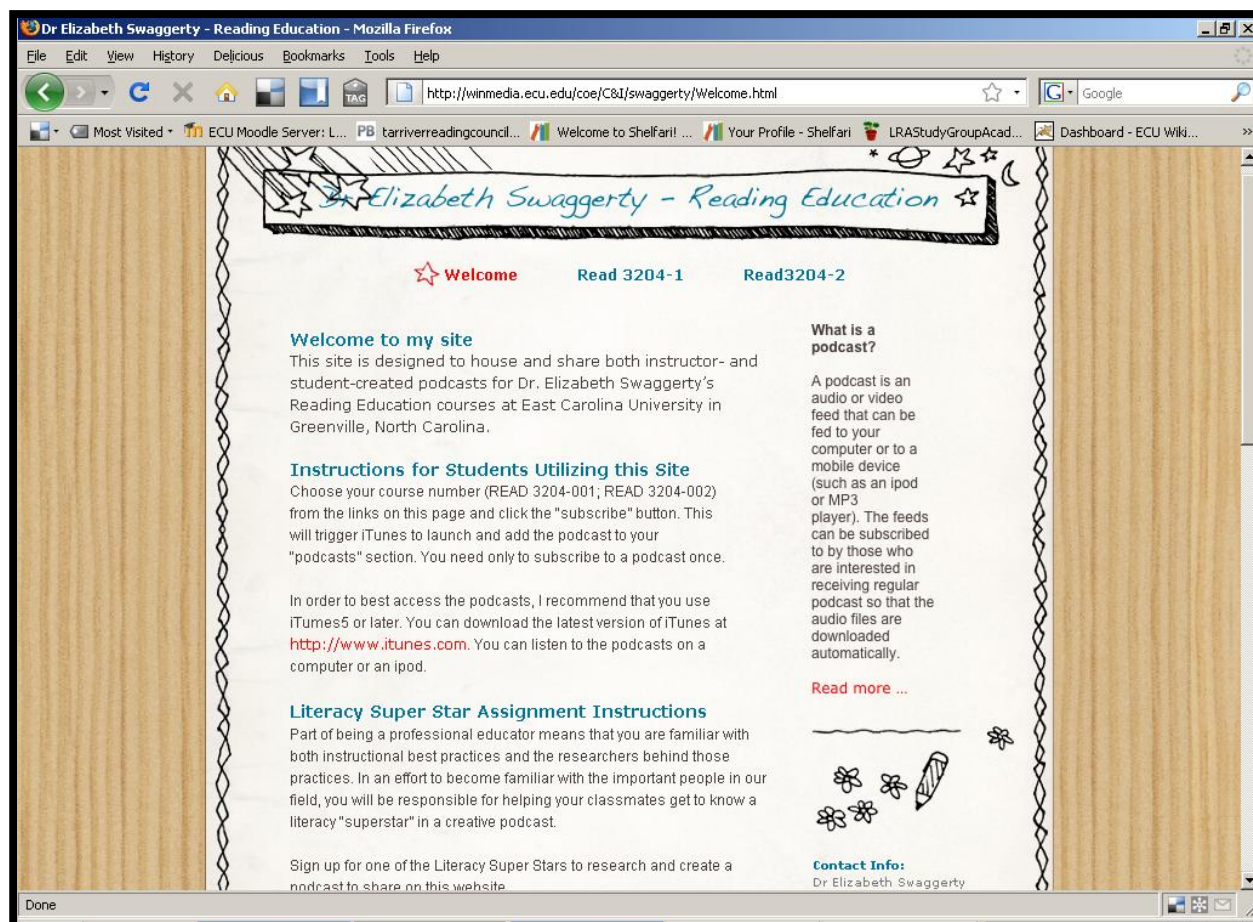 Dr Elizabeth Swaggerty - Reading Education - Mozilla Firefox
File Edit View History Delicious Bookmarks Tools Help
TAG http://winmedia.ecu.edu/coe/C&I/swaggerty/Welcome.html G Google
Most Visited ECU Moodle Server: L... PB tarriverreadingcouncil... Welcome to Shelfari! ... Your Profile - Shelfari LRAStudyGroupAcad... Dashboard - ECU Wiki... »
Dr Elizabeth Swaggerty - Reading Education
Welcome Read 3204-1 Read3204-2
Welcome to my site
This site is designed to house and share both instructor- and
student-created podcasts for Dr. Elizabeth Swaggerty's
Reading Education courses at East Carolina University in
Greenville, North Carolina.
Instructions for Students Utilizing this Site
Choose your course number (READ 3204-001; READ 3204-002)
from the links on this page and click the "subscribe" button. This
will trigger iTunes to launch and add the podcast to your
"podcasts" section. You need only to subscribe to a podcast once.
In order to best access the podcasts, I recommend that you use
iTumes5 or later. You can download the latest version of iTunes at
http://www.itunes.com. You can listen to the podcasts on a
computer or an ipod.
Literacy Super Star Assignment Instructions
Part of being a professional educator means that you are familiar with
both instructional best practices and the researchers behind those
practices. In an effort to become familiar with the important people in our
field, you will be responsible for helping your classmates get to know a
literacy "superstar" in a creative podcast.
Sign up for one of the Literacy Super Stars to research and create a
podcast to share on this website.
What is a
podcast?
A podcast is an
audio or video
feed that can be
fed to your
computer or to a
mobile device
(such as an ipod
or MP3
player). The feeds
can be subscribed
to by those who
are interested in
receiving regular
podcast so that the
audio files are
downloaded
automatically.
Read more ...
Contact Info:
Dr Elizabeth Swaggerty
Done